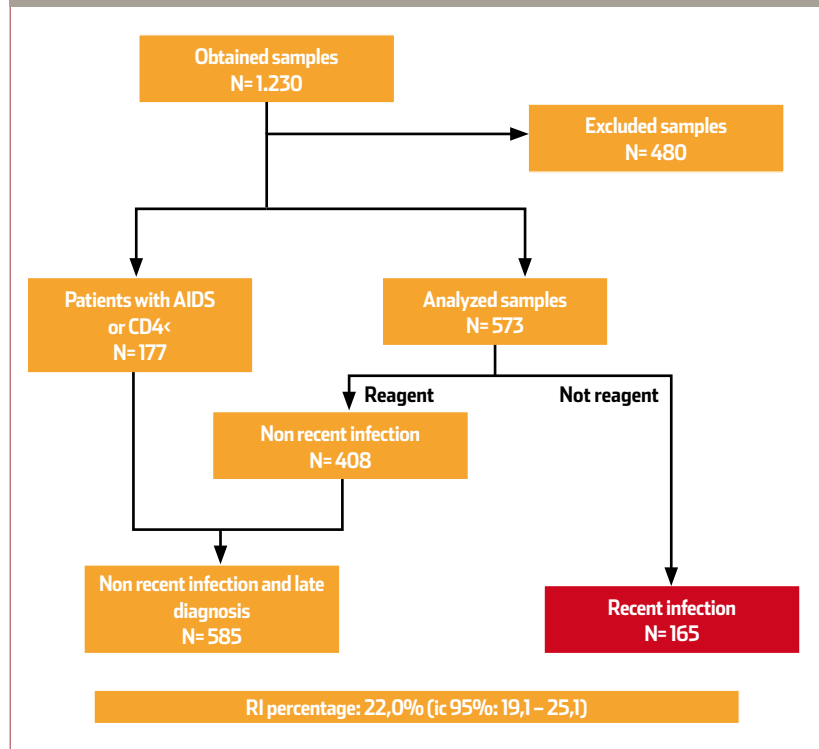 Obtained samples
N= 1.230
Excluded samples
N= 480
Patients with AIDS
or CD4<
N= 177
Analyzed samples
N= 573
Reagent
Not reagent
Non recent infection
N= 408
Non recent infection and late
diagnosis
N= 585
Recent infection
N= 165
RI percentage: 22,0% (ic 95%: 19,1 – 25,1)